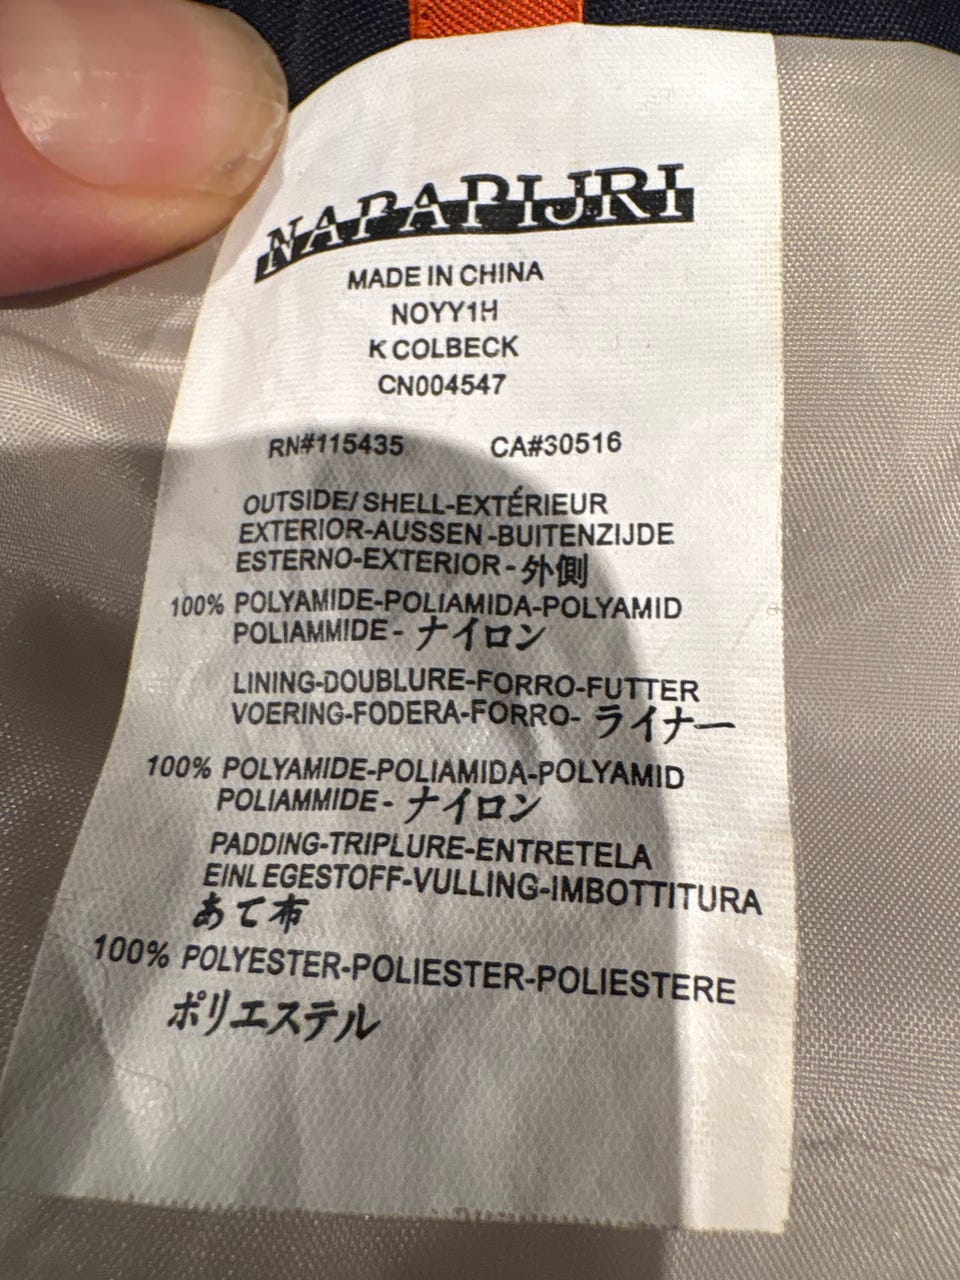 NAPAPIJRI
MADE IN CHINA
NOYY1H
K COLBECK
CN004547
RN#115435 CA#30516
OUTSIDE/ SHELL-EXTÉRIEUR
EXTERIOR-AUSSEN-BUITENZIJDE
ESTERNO-EXTERIOR-外側
100% POLYAMIDE-POLIAMIDA-POLYAMID
POLIAMMIDE-ナイロン
LINING-DOUBLURE-FORRO-FUTTER
VOERING-FODERA-FORRO-ライナー
100% POLYAMIDE-POLIAMIDA-POLYAMID
POLIAMMIDE-ナイロン
PADDING-TRIPLURE-ENTRETELA
EINLEGESTOFF-VULLING-IMBOTTITURA
あて布
100% POLYESTER-POLIESTER-POLIESTERE
ポリエステル